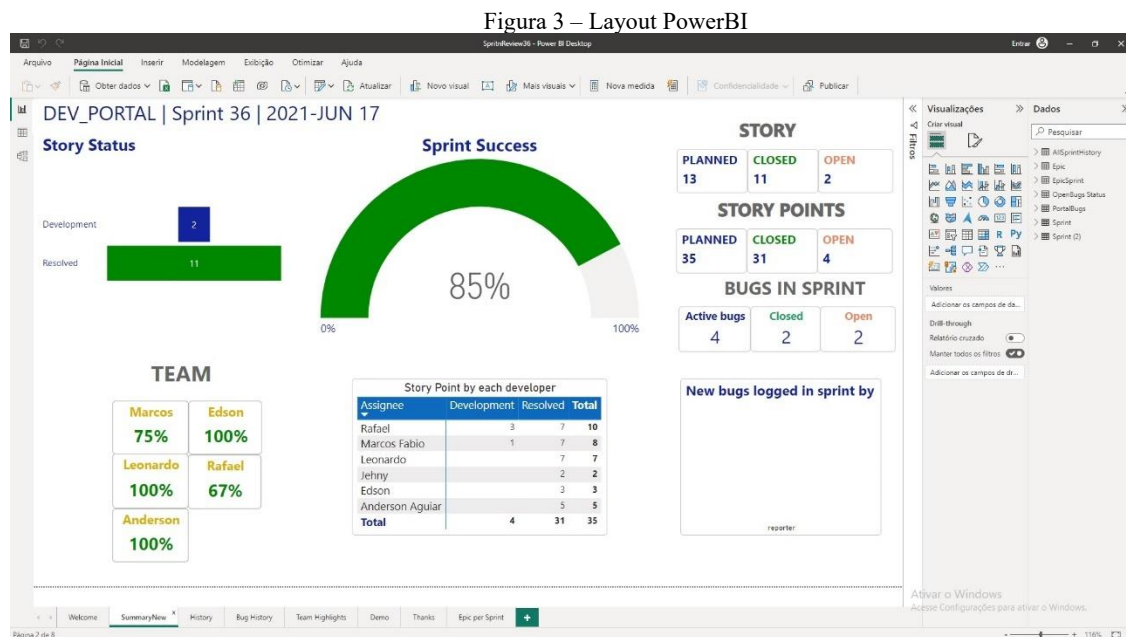 Figura 3 – Layout PowerBI
SpritnReview36 - Power BI Desktop
Entrar
Arquivo Página Inicial Inserir Modelagem Exibição Otimizar Ajuda
Obter dados Atualizar Novo visual Mais visuais Nova medida Confidencialidade Publicar
DEV_PORTAL | Sprint 36 | 2021-JUN 17
Story Status
Development 2
Resolved 11
Sprint Success
85%
0% 100%
STORY
PLANNED CLOSED OPEN
13 11 2
STORY POINTS
PLANNED CLOSED OPEN
35 31 4
BUGS IN SPRINT
Active bugs Closed Open
4 2 2
TEAM
Marcos Edson
75% 100%
Leonardo Rafael
100% 67%
Anderson
100%
Story Point by each developer
Assignee Development Resolved Total
Rafael 3 7 10
Marcos Fabio 1 7 8
Leonardo 7 7
Jehny 2 2
Edson 3 3
Anderson Aguiar 5 5
Total 4 31 35
New bugs logged in sprint by
reporter
Filtros
Visualizações
Criar visual
R Py
123
Valores
Adicionar os campos de da...
Drill-through
Relatório cruzado
Manter todos os filtros
Adicionar os campos de dr...
Dados
Pesquisar
AllSprintHistory
Epic
EpicSprint
OpenBugs Status
PortalBugs
Sprint
Sprint (2)
Ativar o Windows
Acesse Configurações para ativar o Windows.
Welcome SummaryNew History Bug History Team Highlights Demo Thanks Epic per Sprint
Página 2 de 8
116%